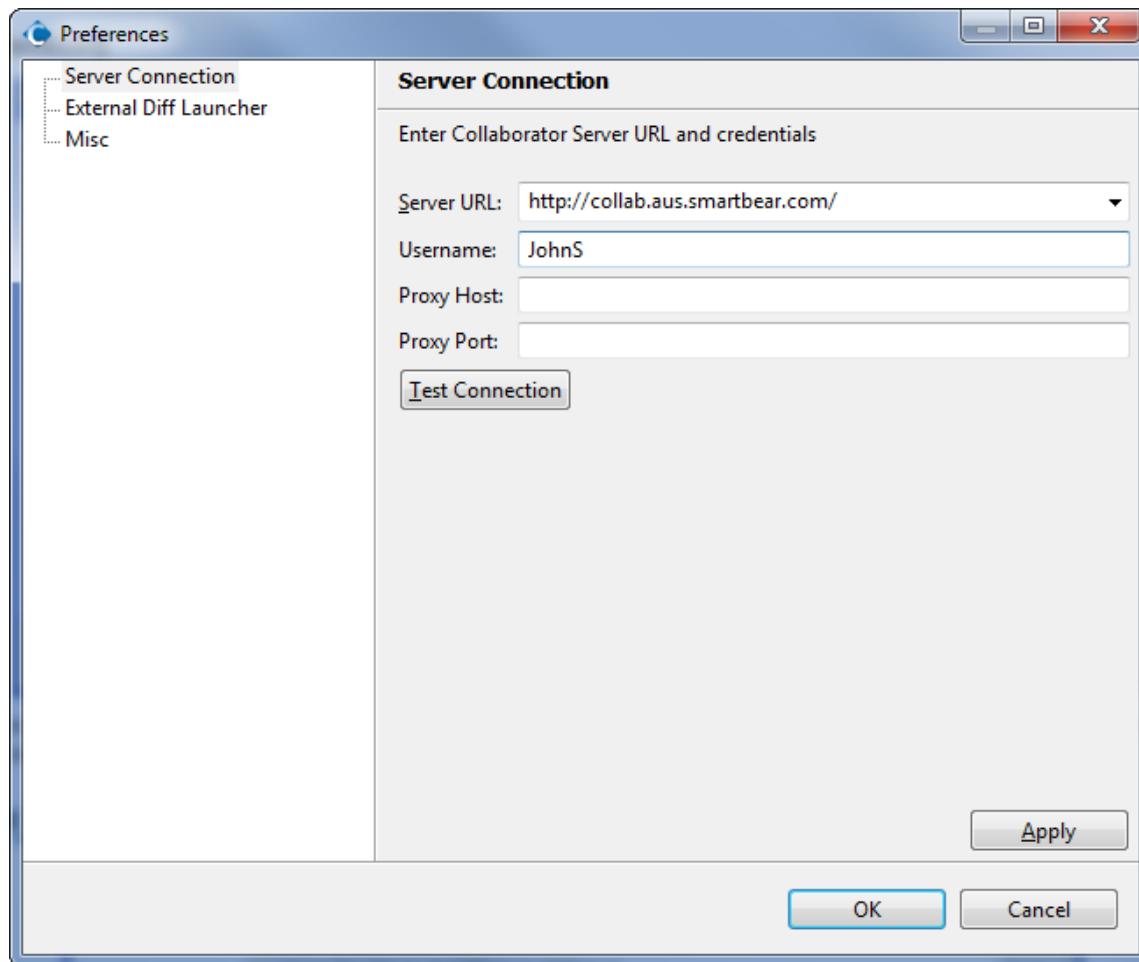 Preferences
Server Connection
External Diff Launcher
Misc
Server Connection
Enter Collaborator Server URL and credentials
Server URL: http://collab.aus.smartbear.com/
Username: JohnS
Proxy Host:
Proxy Port:
Test Connection
Apply
OK Cancel